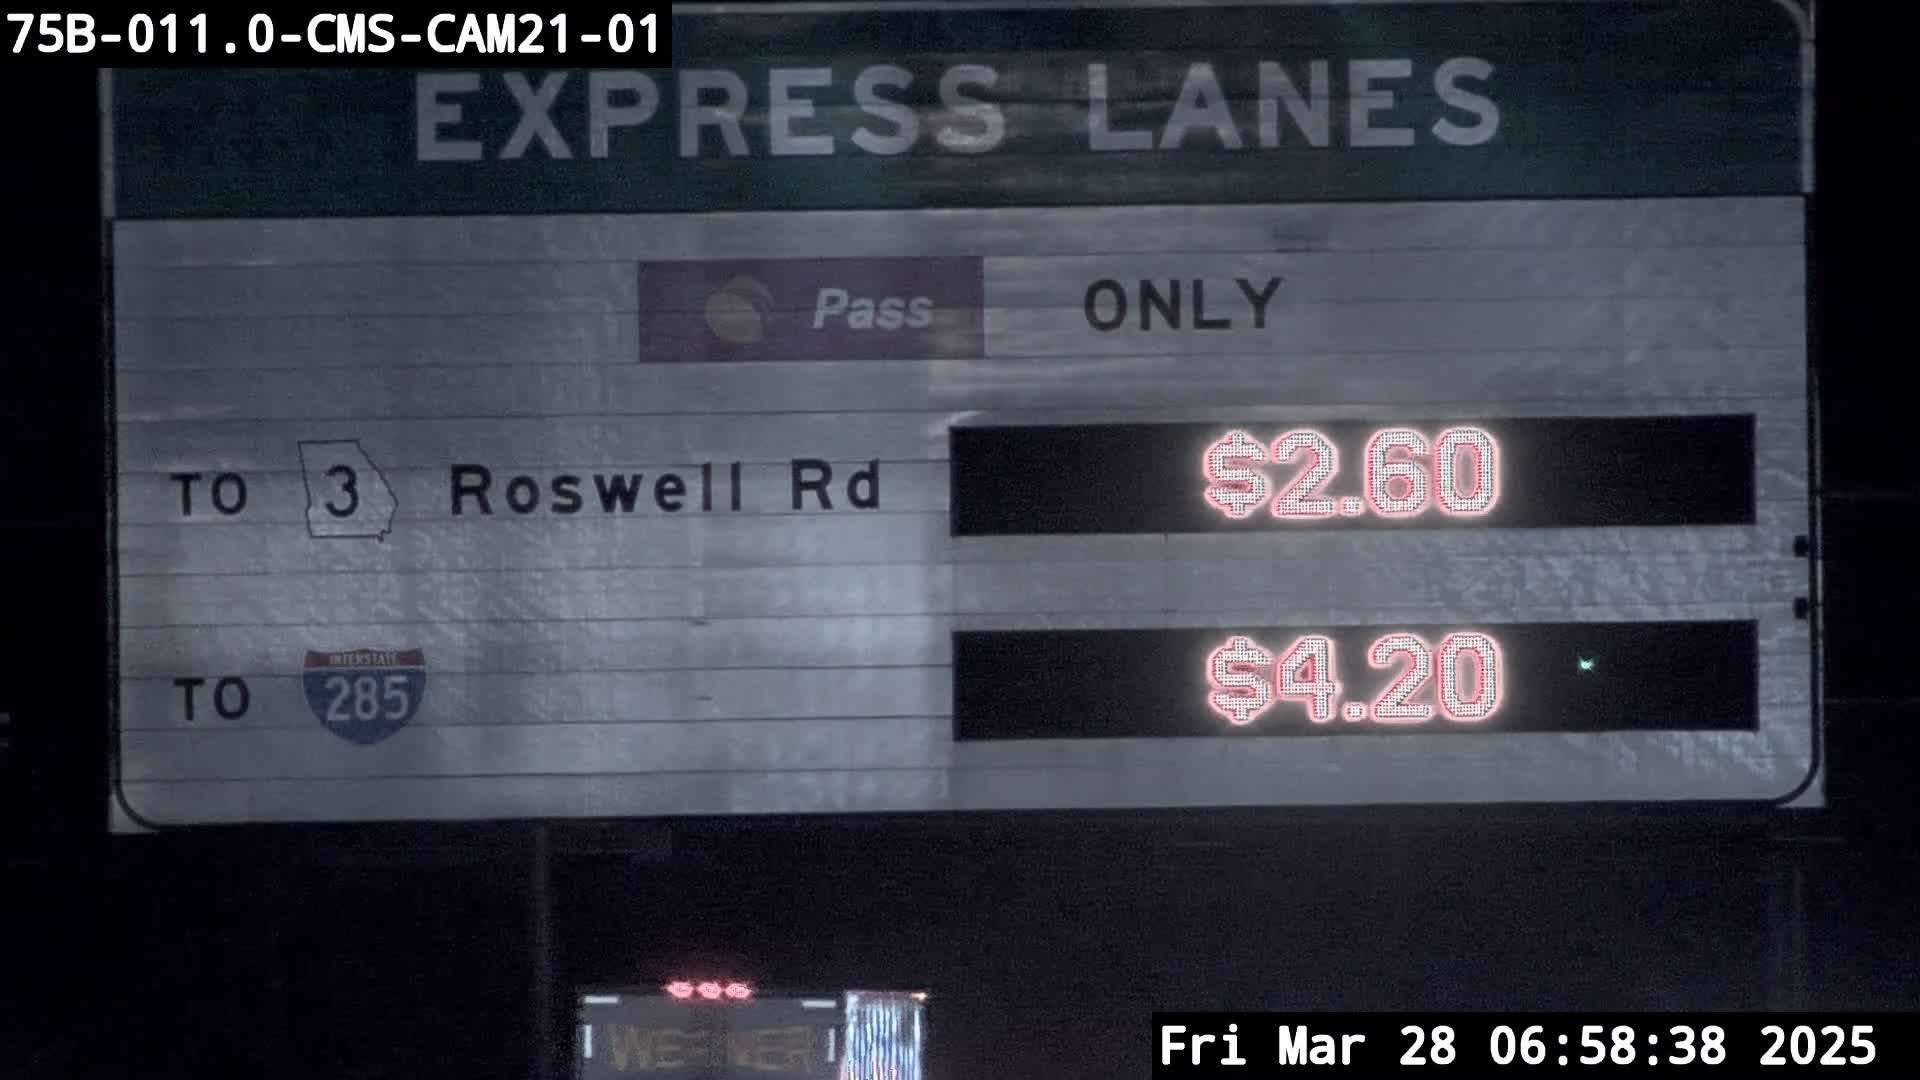 75B-011.0-CMS-CAM21-01
EXPRESS LANES
Pass ONLY
TO 3 Roswell Rd $2.60
TO INTERSTATE 285 $4.20
WERNER
Fri Mar 28 06:58:38 2025